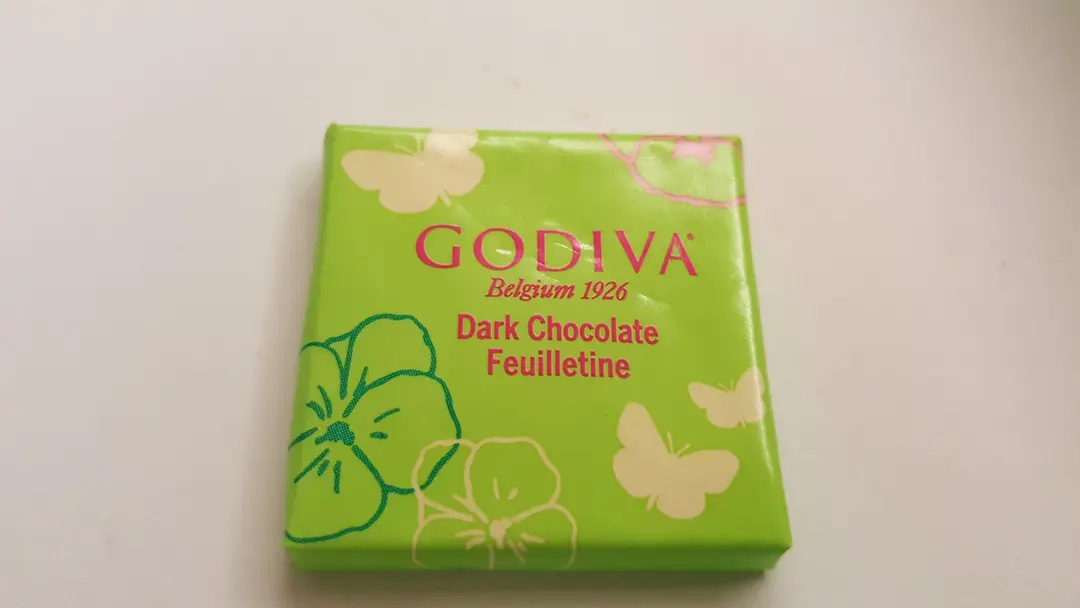 GODIVA®
Belgium 1926
Dark Chocolate
Feuilletine